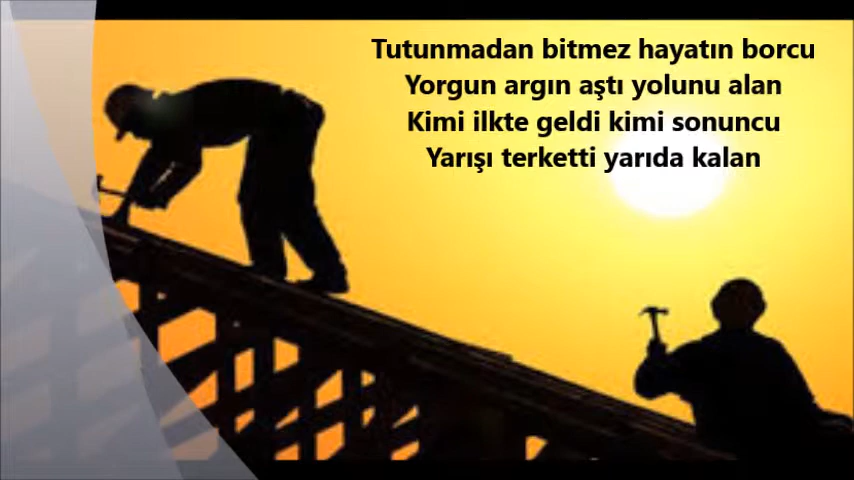 Tutunmadan bitmez hayatın borcu
Yorgun argın aştı yolunu alan
Kimi ilkte geldi kimi sonuncu
Yarışı terketti yarıda kalan